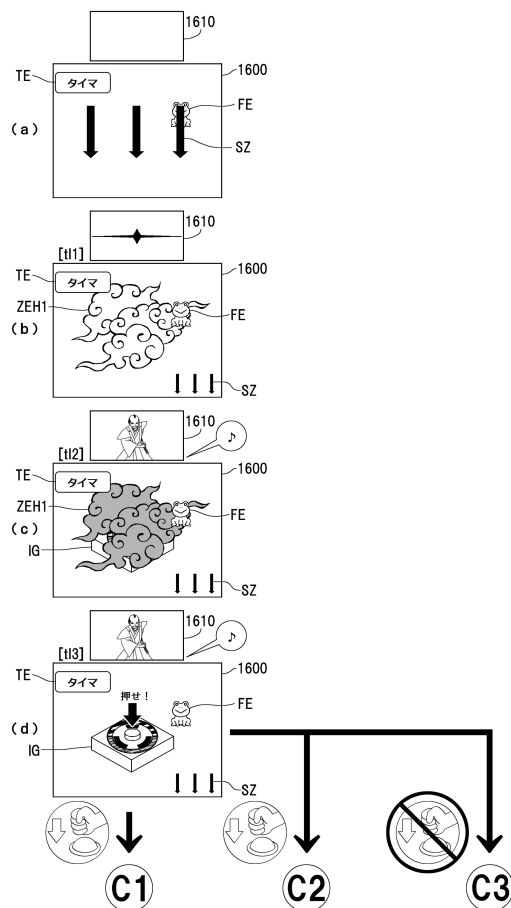 1610
TE
タイマ
1600
FE
(a)
SZ
[tl1]
1610
TE
タイマ
1600
ZEH1
FE
(b)
SZ
[tl2]
1610
♪
TE
タイマ
1600
ZEH1
FE
(c)
IG
SZ
[tl3]
1610
♪
TE
タイマ
1600
押せ!
FE
(d)
IG
SZ
C1
C2
C3